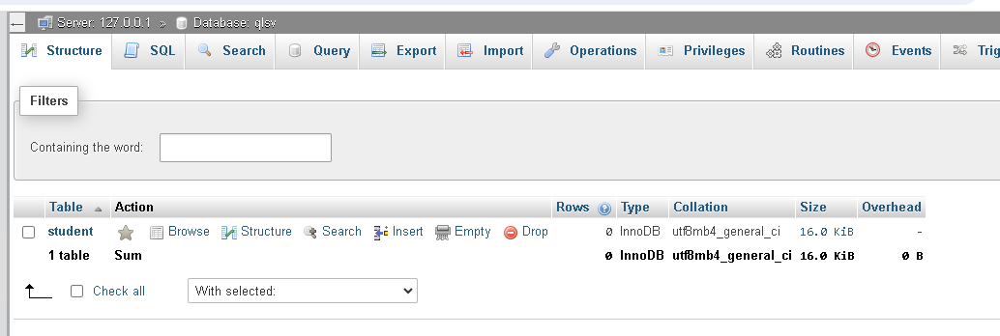 Server: 127.0.0.1 » Database: qlsv
Structure SQL Search Query Export Import Operations Privileges Routines Events Trig
Filters
Containing the word:
Table Action Rows Type Collation Size Overhead
student Browse Structure Search Insert Empty Drop 0 InnoDB utf8mb4_general_ci 16.0 KiB -
1 table Sum 0 InnoDB utf8mb4_general_ci 16.0 KiB 0 B
Check all With selected: